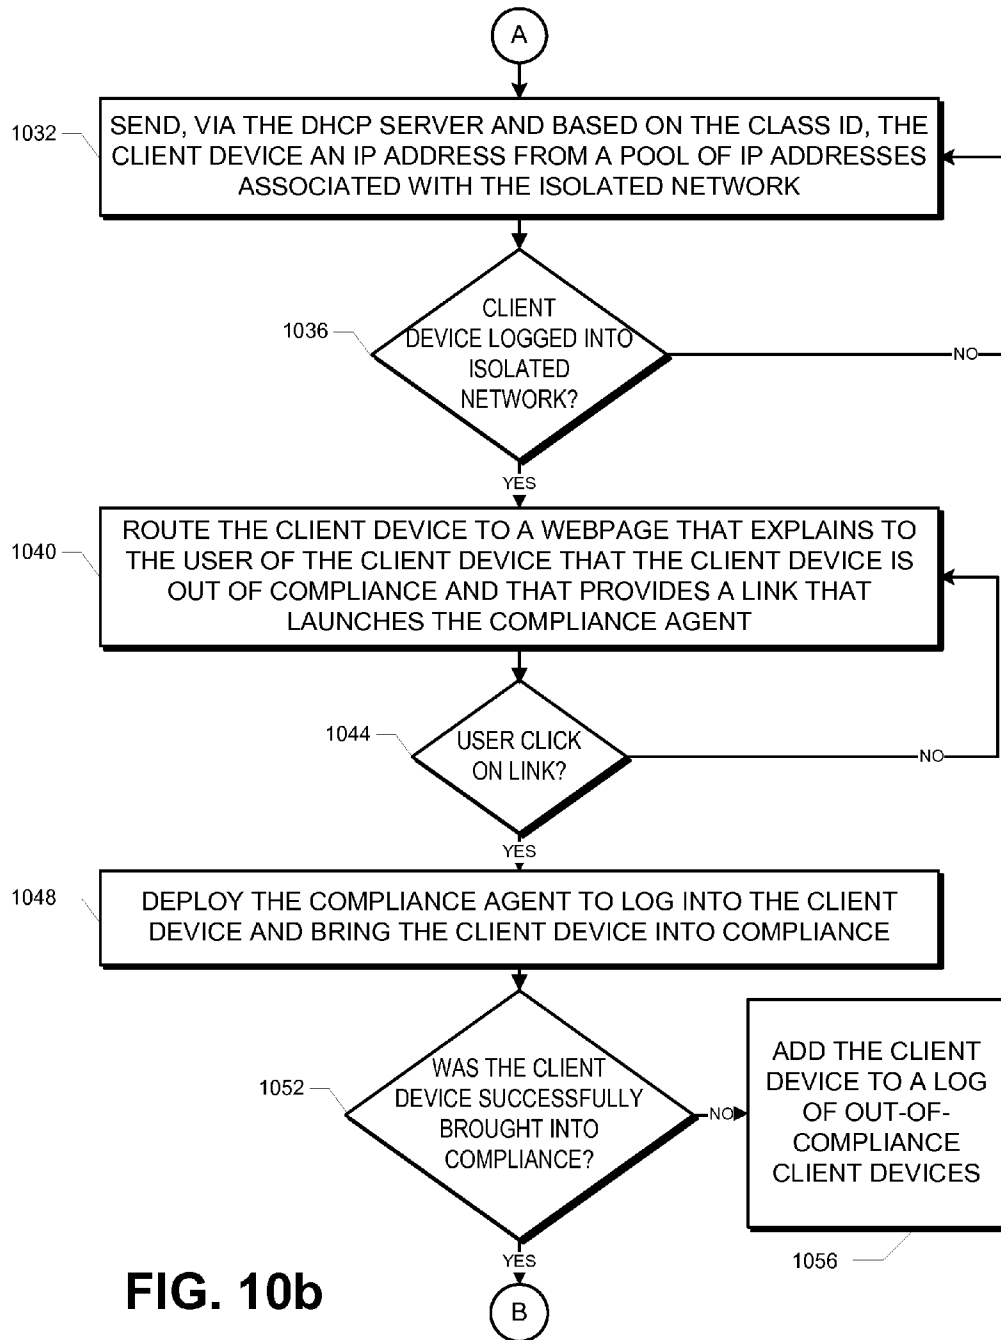 A
1032
SEND, VIA THE DHCP SERVER AND BASED ON THE CLASS ID, THE
CLIENT DEVICE AN IP ADDRESS FROM A POOL OF IP ADDRESSES
ASSOCIATED WITH THE ISOLATED NETWORK
1036
CLIENT
DEVICE LOGGED INTO
ISOLATED
NETWORK?
NO
YES
1040
ROUTE THE CLIENT DEVICE TO A WEBPAGE THAT EXPLAINS TO
THE USER OF THE CLIENT DEVICE THAT THE CLIENT DEVICE IS
OUT OF COMPLIANCE AND THAT PROVIDES A LINK THAT
LAUNCHES THE COMPLIANCE AGENT
1044
USER CLICK
ON LINK?
NO
YES
1048
DEPLOY THE COMPLIANCE AGENT TO LOG INTO THE CLIENT
DEVICE AND BRING THE CLIENT DEVICE INTO COMPLIANCE
1052
WAS THE CLIENT
DEVICE SUCCESSFULLY
BROUGHT INTO
COMPLIANCE?
NO
ADD THE CLIENT
DEVICE TO A LOG
OF OUT-OF-
COMPLIANCE
CLIENT DEVICES
1056
YES
B
FIG. 10b